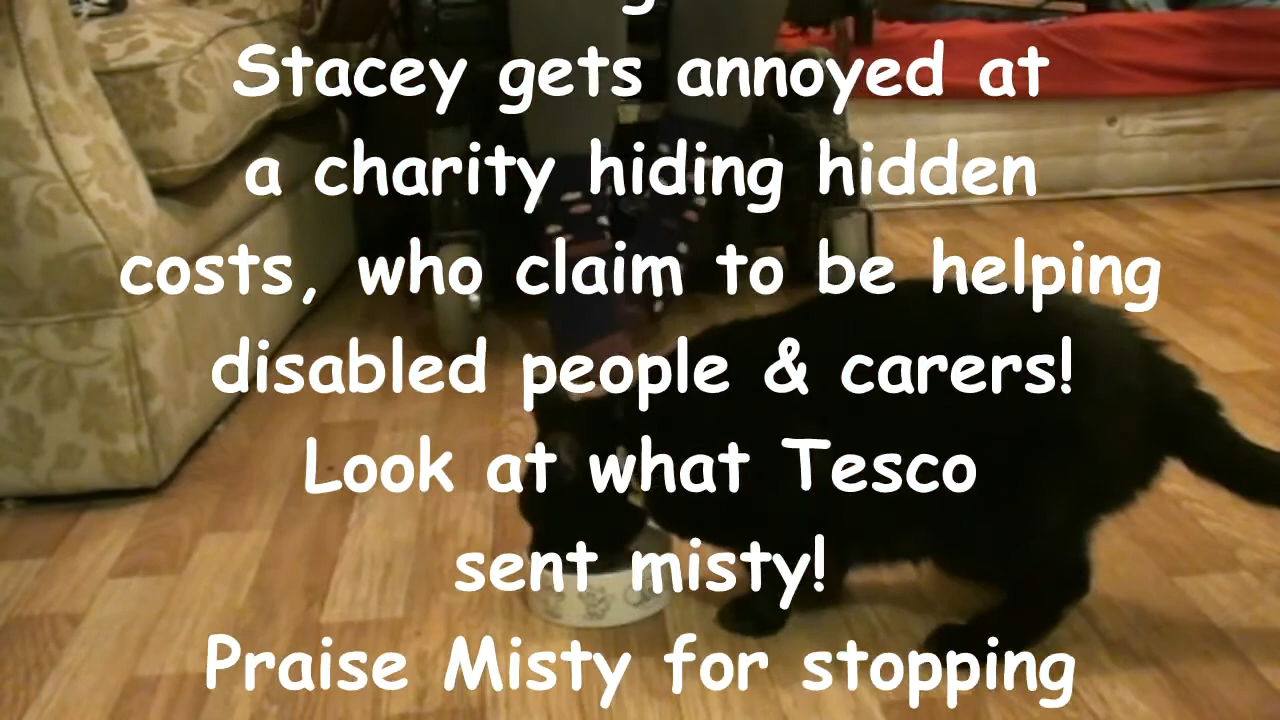 Stacey gets annoyed at
a charity hiding hidden
costs, who claim to be helping
disabled people & carers!
Look at what Tesco
sent misty!
Praise Misty for stopping